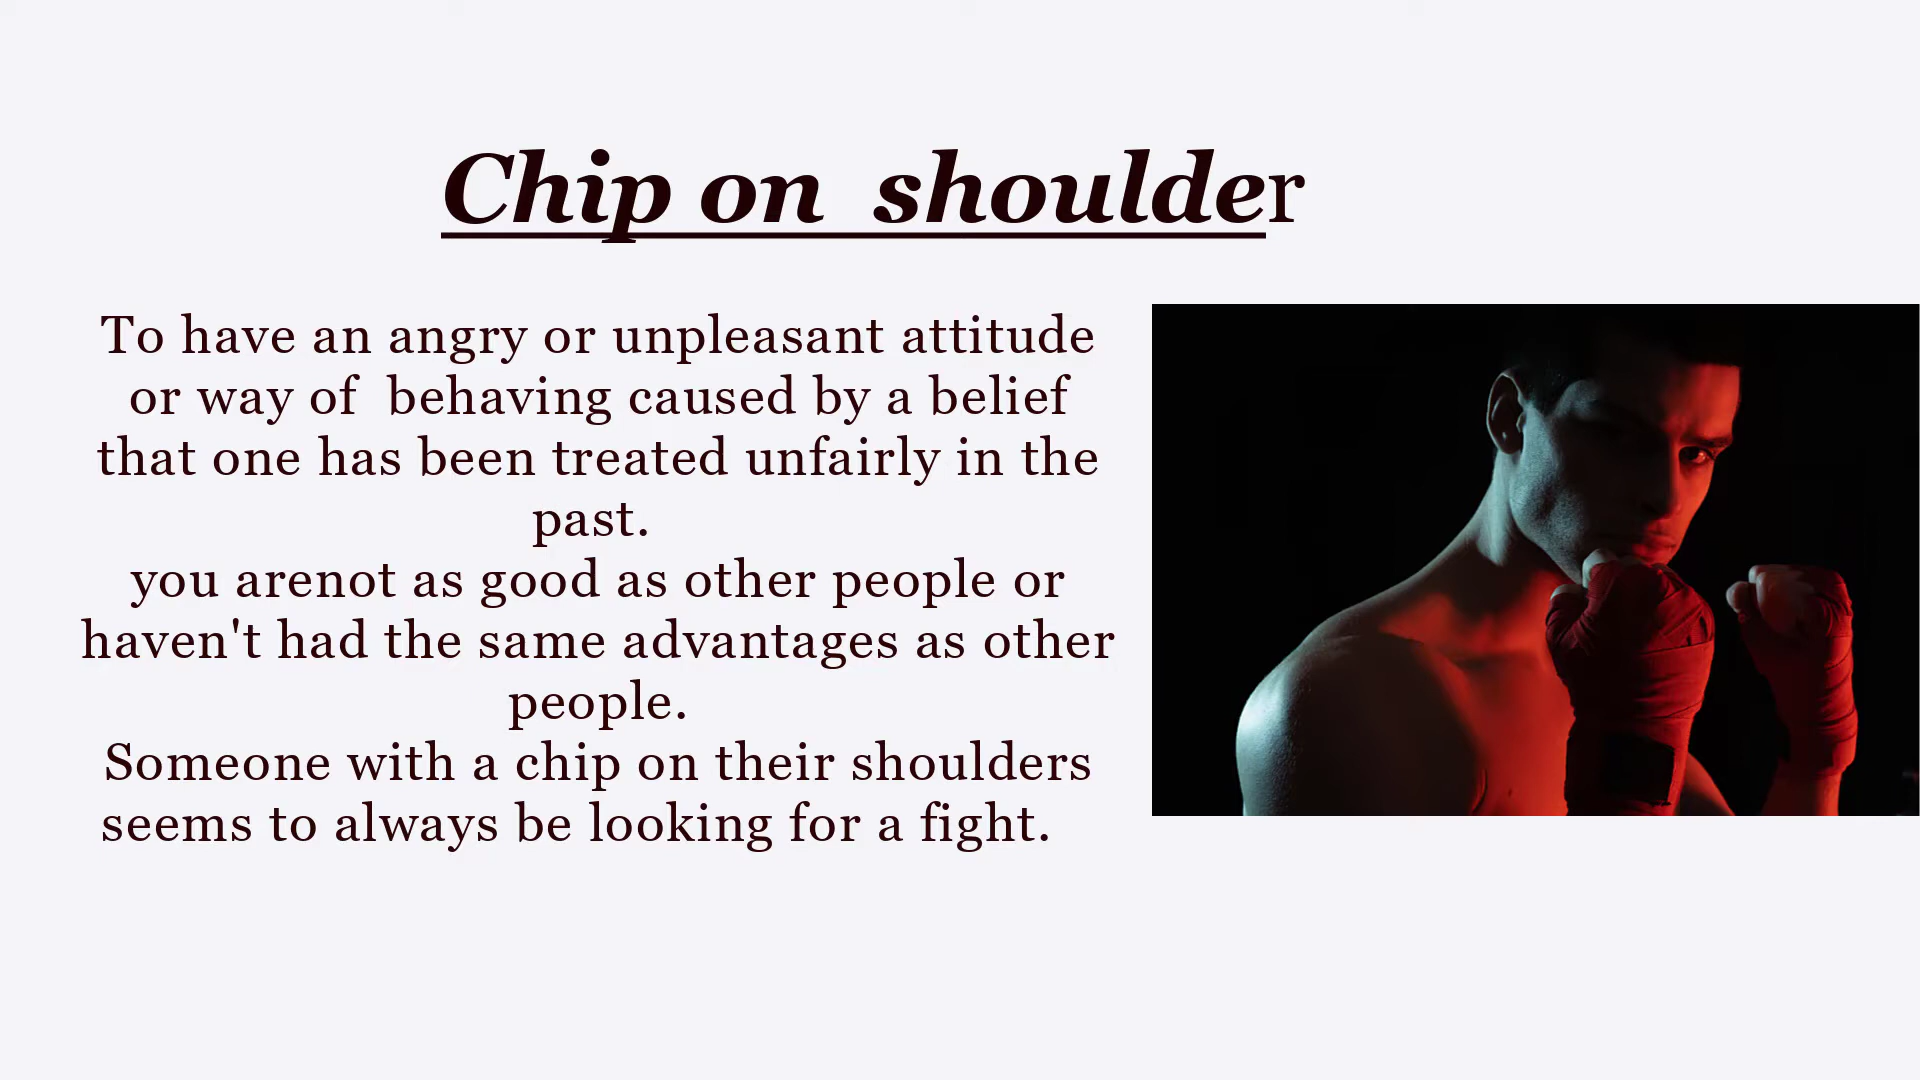 Chip on  shoulder
To have an angry or unpleasant attitude
or way of  behaving caused by a belief
that one has been treated unfairly in the
past.
you arenot as good as other people or
haven't had the same advantages as other
people.
Someone with a chip on their shoulders
seems to always be looking for a fight.